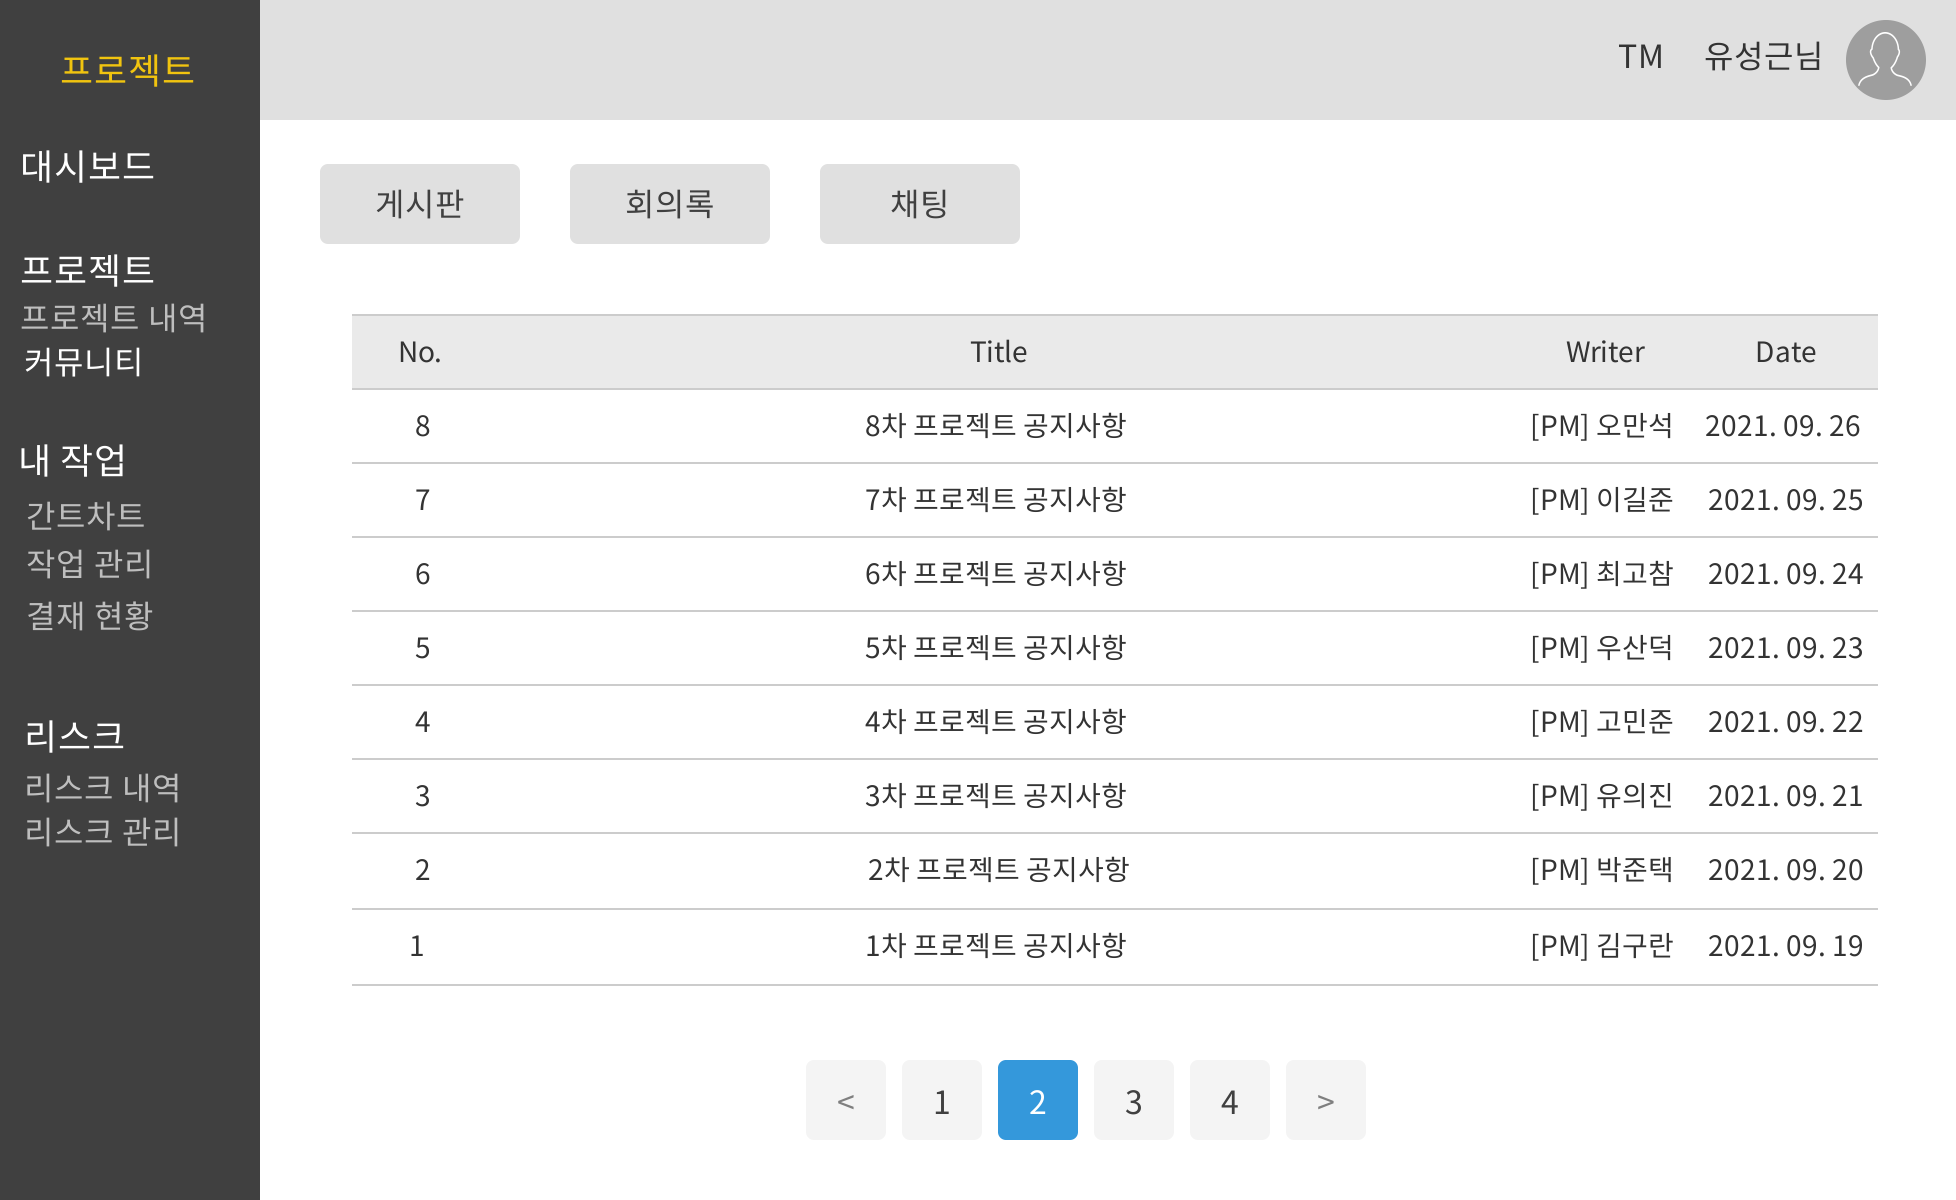 프로젝트
TM 유성근님
대시보드
프로젝트
프로젝트 내역
커뮤니티
내 작업
간트차트
작업 관리
결재 현황
리스크
리스크 내역
리스크 관리
게시판 회의록 채팅
No. Title Writer Date
8 8차 프로젝트 공지사항 [PM] 오만석 2021. 09. 26
7 7차 프로젝트 공지사항 [PM] 이길준 2021. 09. 25
6 6차 프로젝트 공지사항 [PM] 최고참 2021. 09. 24
5 5차 프로젝트 공지사항 [PM] 우산덕 2021. 09. 23
4 4차 프로젝트 공지사항 [PM] 고민준 2021. 09. 22
3 3차 프로젝트 공지사항 [PM] 유의진 2021. 09. 21
2 2차 프로젝트 공지사항 [PM] 박준택 2021. 09. 20
1 1차 프로젝트 공지사항 [PM] 김구란 2021. 09. 19
< 1 2 3 4 >